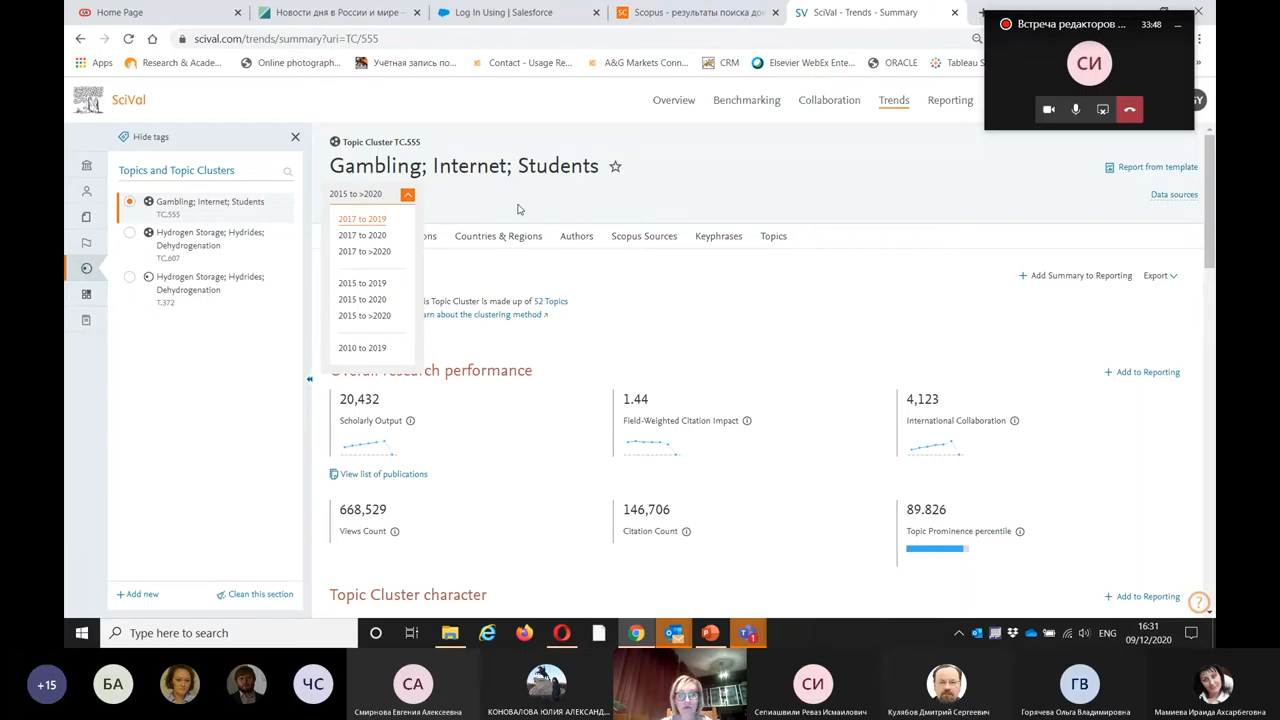 Home Page
Новости дня в России и мире –
Log In Using | Salesforce
Scopus - результаты поиска до
SciVal - Trends - Summary
scival.com/trends/summary?uri=TC/555
Встреча редакторов ...
33:48
СИ
Apps
Research & Acade...
Online photograph...
Учётная запись по...
Contact - Usage Re...
A&G Markets Conn...
CRM
Elsevier WebEx Ente...
ORACLE
Tableau S
SciVal
Overview
Benchmarking
Collaboration
Trends
Reporting
GY
Hide tags
Topics and Topic Clusters
Gambling; Internet; Students
TC.555
Hydrogen Storage; Hydrides;
Dehydrogenation
TC.607
Hydrogen Storage; Hydrides;
Dehydrogenation
T.372
+ Add new
Clean this section
Topic Cluster TC.555
Gambling; Internet; Students
Report from template
Data sources
2015 to >2020
2017 to 2019
2017 to 2020
2017 to >2020
2015 to 2019
2015 to 2020
2015 to >2020
2010 to 2019
ons
Countries & Regions
Authors
Scopus Sources
Keyphrases
Topics
+ Add Summary to Reporting
Export
is Topic Cluster is made up of 52 Topics
arn about the clustering method
Overall research performance
+ Add to Reporting
20,432
Scholarly Output
1.44
Field-Weighted Citation Impact
4,123
International Collaboration
View list of publications
668,529
Views Count
146,706
Citation Count
89.826
Topic Prominence percentile
Topic Cluster character
+ Add to Reporting
?
Type here to search
ENG
16:31
09/12/2020
+15
БА
ЧС
СА
Смирнова Евгения Алексеевна
КОНОВАЛОВА ЮЛИЯ АЛЕКСАНД...
СИ
Сепиашвили Реваз Исмаилович
Кулябов Дмитрий Сергеевич
ГВ
Горячева Ольга Владимировна
Мамиева Ираида Ахсарбеговна